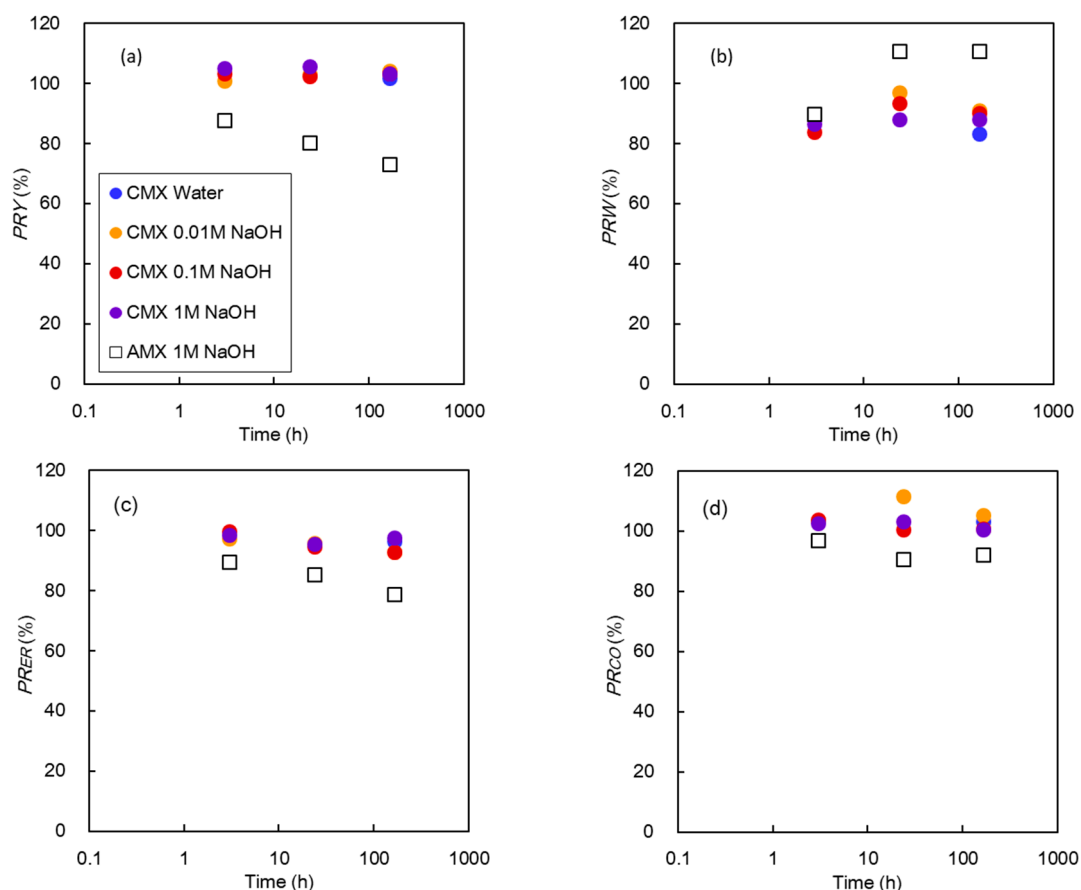 (a)
PRY (%)
120
100
80
60
40
20
0
CMX Water
CMX 0.01M NaOH
CMX 0.1M NaOH
CMX 1M NaOH
AMX 1M NaOH
0.1 1 10 100 1000
Time (h)
(b)
PRW (%)
120
100
80
60
40
20
0
0.1 1 10 100 1000
Time (h)
(c)
PRER (%)
120
100
80
60
40
20
0
0.1 1 10 100 1000
Time (h)
(d)
PRCO (%)
120
100
80
60
40
20
0
0.1 1 10 100 1000
Time (h)